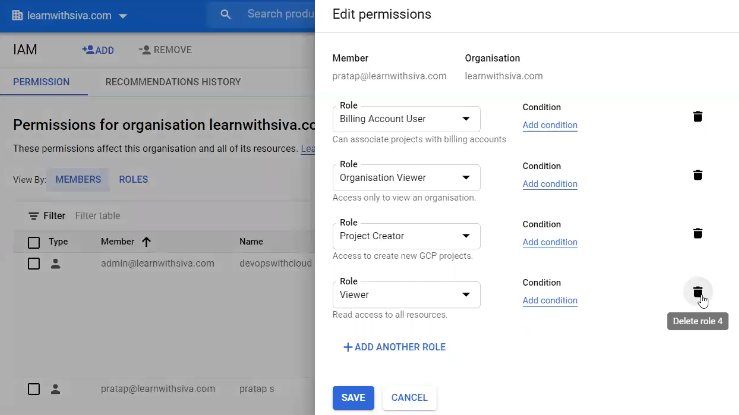 learnwithsiva.com
Search produ
IAM
ADD
REMOVE
PERMISSION
RECOMMENDATIONS HISTORY
Permissions for organisation learnwithsiva.co
These permissions affect this organisation and all of its resources. Lea
View By:
MEMBERS
ROLES
Filter
Filter table
Type
Member
Name
admin@learnwithsiva.com
devopswithcloud
pratap@learnwithsiva.com
pratap s
Edit permissions
Member
Organisation
pratap@learnwithsiva.com
learnwithsiva.com
Role
Condition
Billing Account User
Add condition
Can associate projects with billing accounts
Role
Condition
Organisation Viewer
Add condition
Access only to view an organisation.
Role
Condition
Project Creator
Add condition
Access to create new GCP projects.
Role
Condition
Viewer
Add condition
Read access to all resources.
Delete role 4
ADD ANOTHER ROLE
SAVE
CANCEL